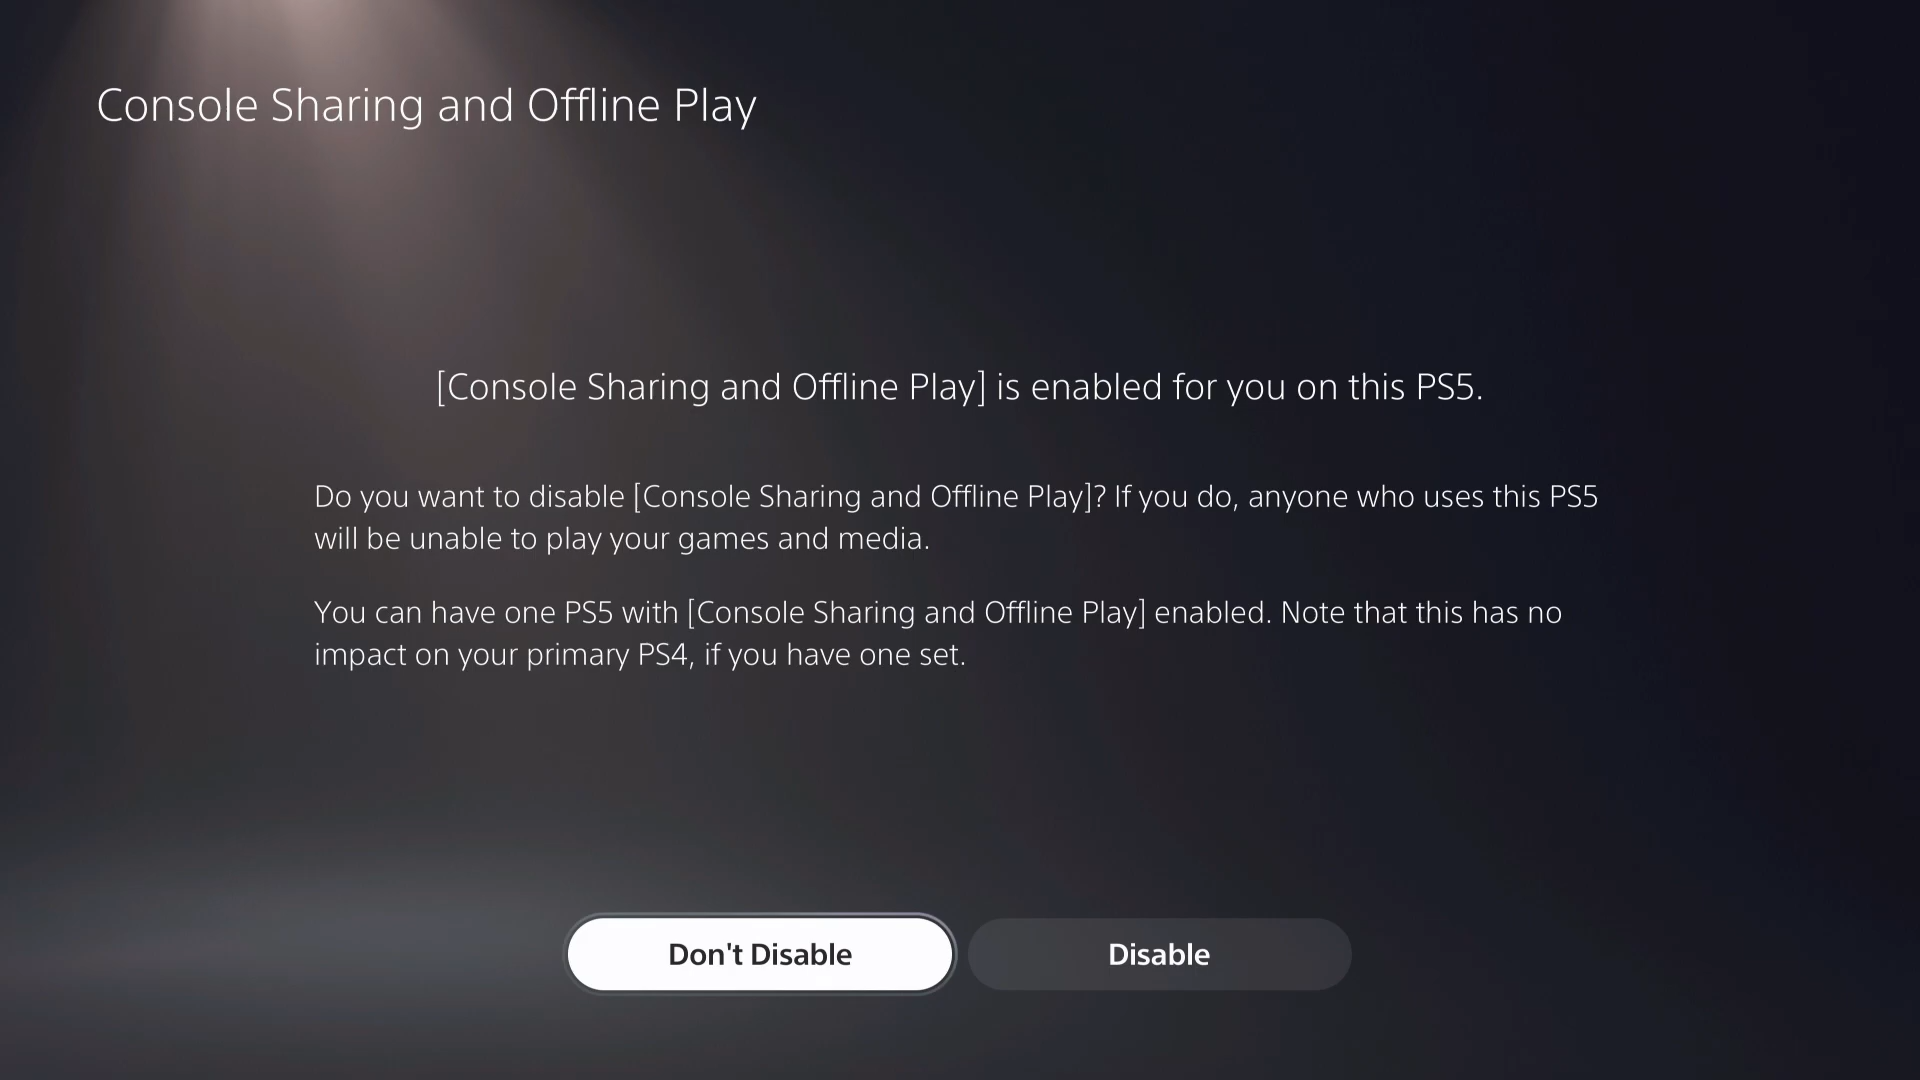 Console Sharing and Offline Play
[Console Sharing and Offline Play] is enabled for you on this PS5.
Do you want to disable [Console Sharing and Offline Play]? If you do, anyone who uses this PS5
will be unable to play your games and media.
You can have one PS5 with [Console Sharing and Offline Play] enabled. Note that this has no
impact on your primary PS4, if you have one set.
Don't Disable
Disable